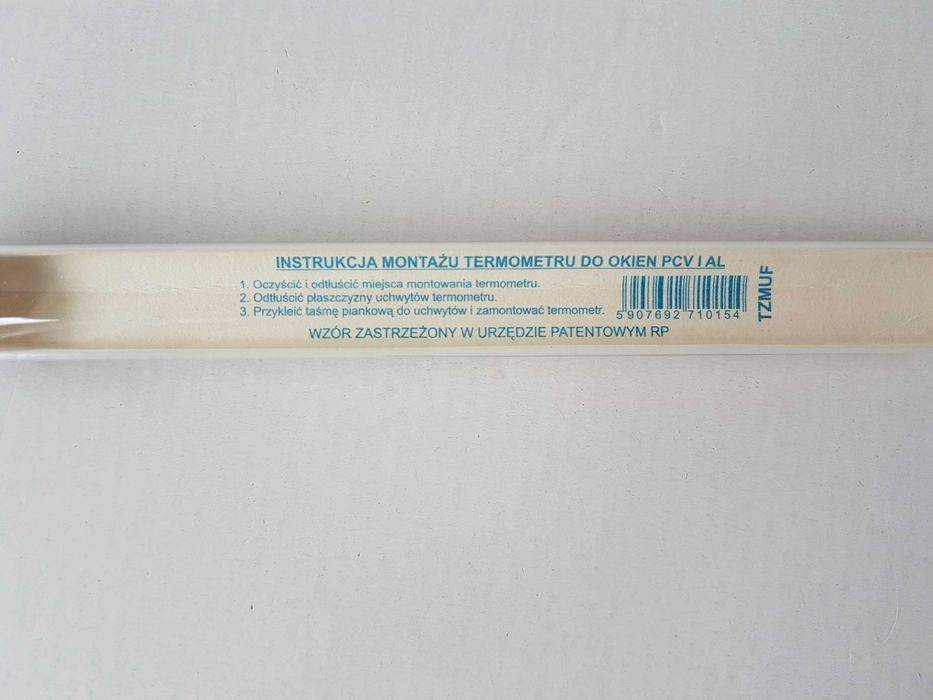 INSTRUKCJA MONTAŻU TERMOMETRU DO OKIEN PCV I AL
1. Oczyścić i odtłuścić miejsca montowania termometru.
2. Odtłuścić płaszczyzny uchwytów termometru.
3. Przykleić taśmę piankową do uchwytów i zamontować termometr.
5 907692 710154
TZMUF
WZÓR ZASTRZEŻONY W URZĘDZIE PATENTOWYM RP